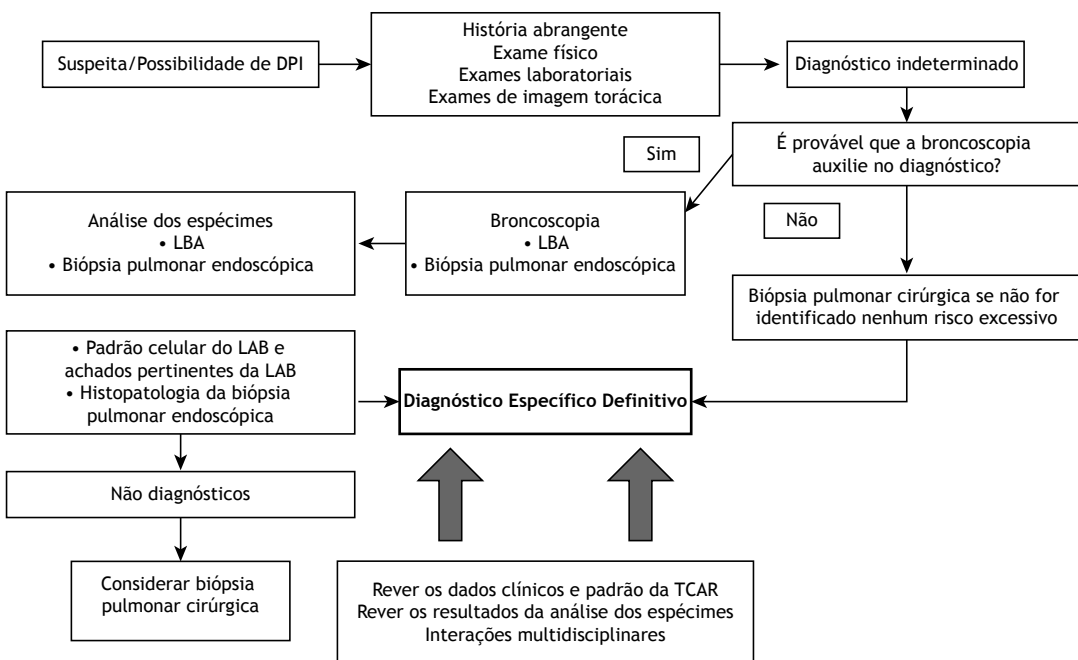 Suspeita/Possibilidade de DPI
História abrangente
Exame físico
Exames laboratoriais
Exames de imagem torácica
Diagnóstico indeterminado
É provável que a broncoscopia
auxilie no diagnóstico?
Sim
Não
Broncoscopia
• LBA
• Biópsia pulmonar endoscópica
Análise dos espécimes
• LBA
• Biópsia pulmonar endoscópica
Biópsia pulmonar cirúrgica se não for
identificado nenhum risco excessivo
• Padrão celular do LAB e
achados pertinentes da LAB
• Histopatologia da biópsia
pulmonar endoscópica
Diagnóstico Específico Definitivo
Não diagnósticos
Considerar biópsia
pulmonar cirúrgica
Rever os dados clínicos e padrão da TCAR
Rever os resultados da análise dos espécimes
Interações multidisciplinares